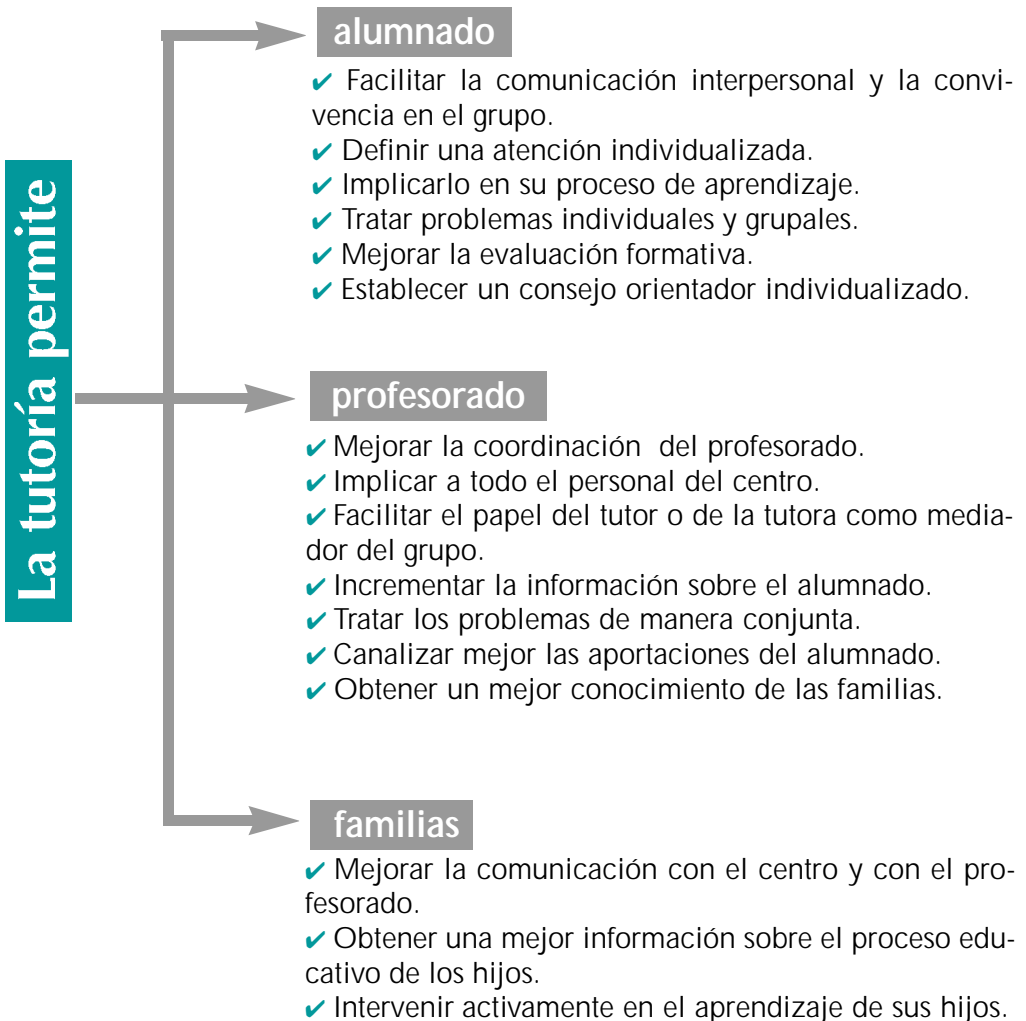 La tutoría permite
alumnado
✔ Facilitar la comunicación interpersonal y la convi-
vencia en el grupo.
✔ Definir una atención individualizada.
✔ Implicarlo en su proceso de aprendizaje.
✔ Tratar problemas individuales y grupales.
✔ Mejorar la evaluación formativa.
✔ Establecer un consejo orientador individualizado.
profesorado
✔ Mejorar la coordinación del profesorado.
✔ Implicar a todo el personal del centro.
✔ Facilitar el papel del tutor o de la tutora como media-
dor del grupo.
✔ Incrementar la información sobre el alumnado.
✔ Tratar los problemas de manera conjunta.
✔ Canalizar mejor las aportaciones del alumnado.
✔ Obtener un mejor conocimiento de las familias.
familias
✔ Mejorar la comunicación con el centro y con el pro-
fesorado.
✔ Obtener una mejor información sobre el proceso edu-
cativo de los hijos.
✔ Intervenir activamente en el aprendizaje de sus hijos.